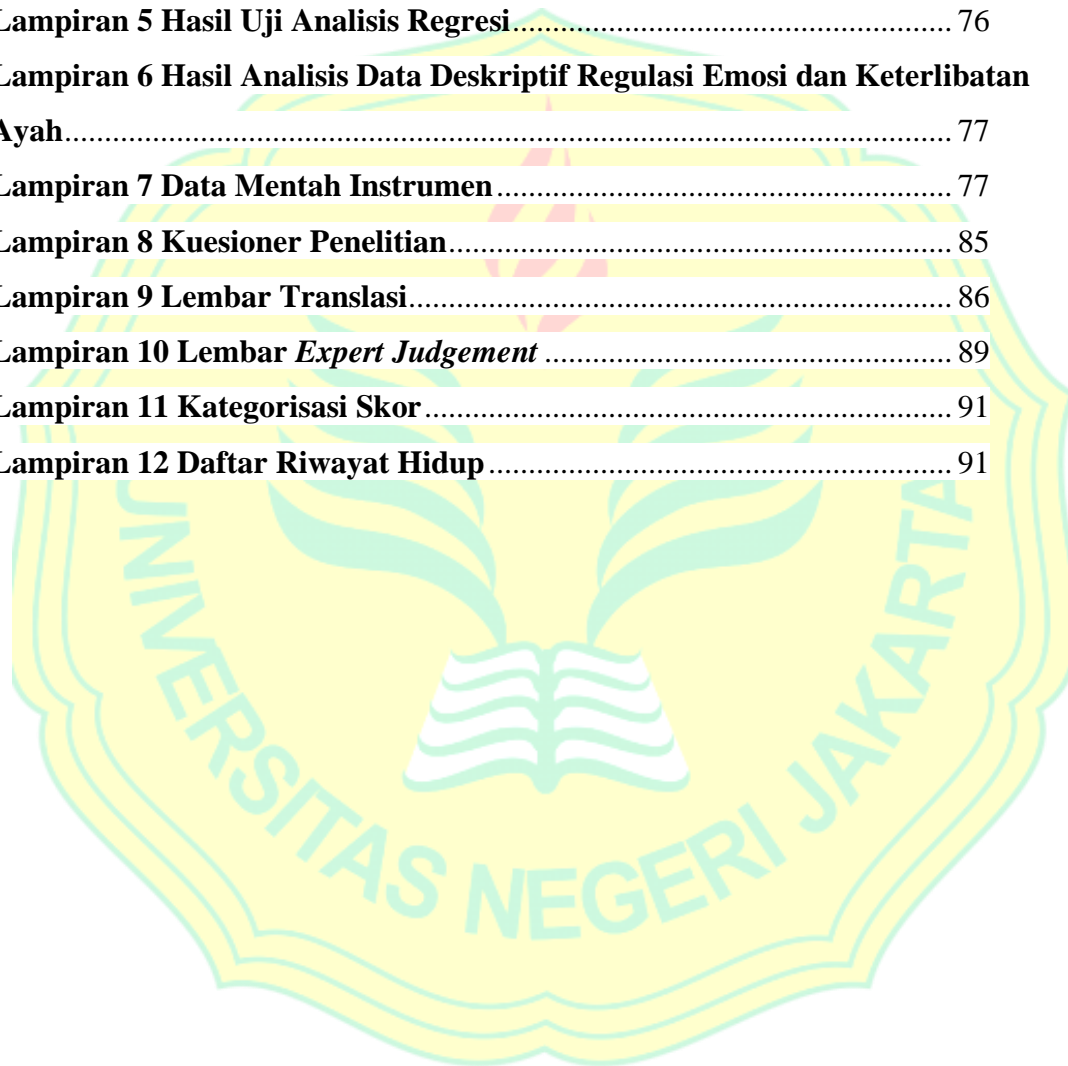 Lampiran 5 Hasil Uji Analisis Regresi........................................................ 76
Lampiran 6 Hasil Analisis Data Deskriptif Regulasi Emosi dan Keterlibatan
Ayah........................................................................................................ 77
Lampiran 7 Data Mentah Instrumen.......................................................... 77
Lampiran 8 Kuesioner Penelitian................................................................ 85
Lampiran 9 Lembar Translasi..................................................................... 86
Lampiran 10 Lembar Expert Judgement .................................................... 89
Lampiran 11 Kategorisasi Skor................................................................... 91
Lampiran 12 Daftar Riwayat Hidup........................................................... 91
UNIVERSITAS NEGERI JAKARTA